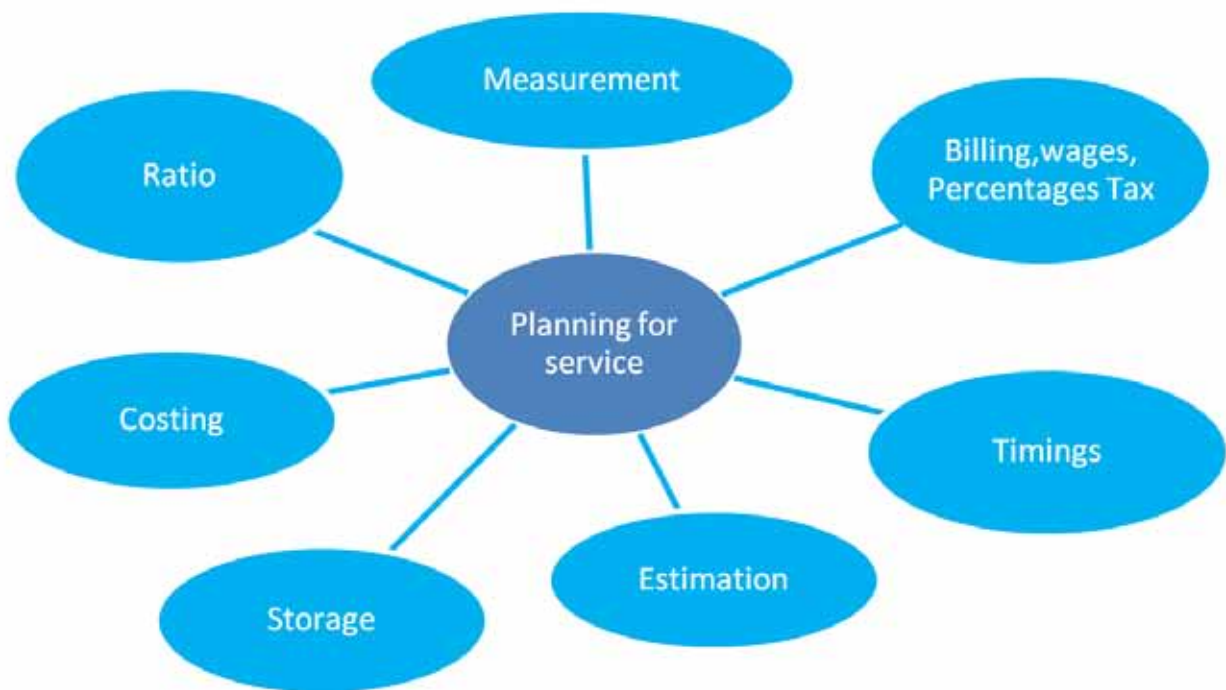 Measurement
Billing,wages,
Percentages Tax
Ratio
Planning for
service
Costing
Timings
Estimation
Storage